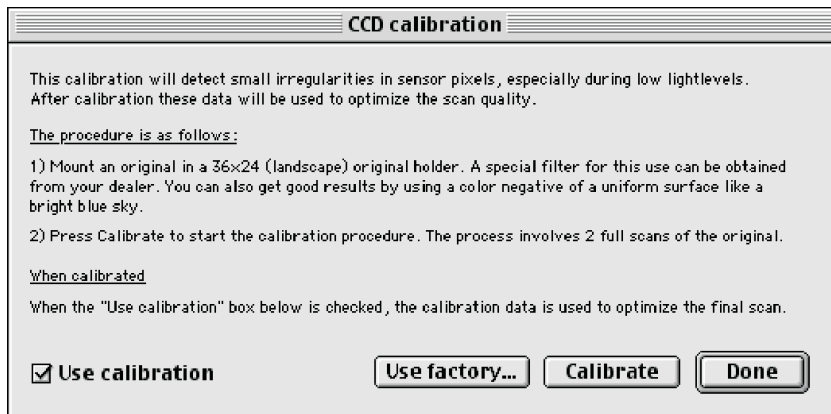 CCD calibration
This calibration will detect small irregularities in sensor pixels, especially during low lightlevels.
After calibration these data will be used to optimize the scan quality.
The procedure is as follows:
1) Mount an original in a 36x24 (landscape) original holder. A special filter for this use can be obtained
from your dealer. You can also get good results by using a color negative of a uniform surface like a
bright blue sky.
2) Press Calibrate to start the calibration procedure. The process involves 2 full scans of the original.
When calibrated
When the "Use calibration" box below is checked, the calibration data is used to optimize the final scan.
Use calibration
Use factory...
Calibrate
Done